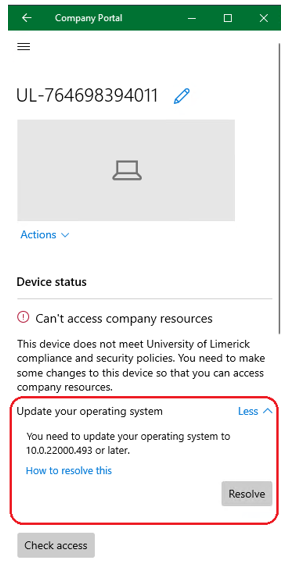 Company Portal
UL-764698394011
Actions
Device status
Can't access company resources
This device does not meet University of Limerick
compliance and security policies. You need to make
some changes to this device so that you can access
company resources.
Update your operating system Less
You need to update your operating system to
10.0.22000.493 or later.
How to resolve this
Resolve
Check access